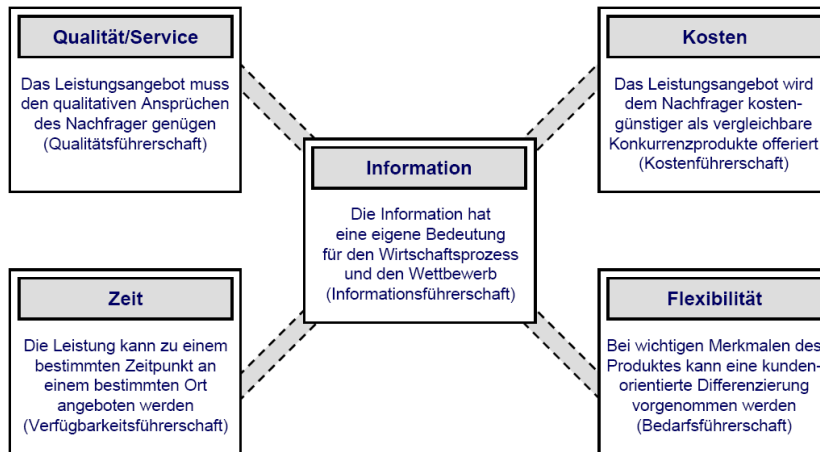 Qualität/Service
Das Leistungsangebot muss
den qualitativen Ansprüchen
des Nachfrager genügen
(Qualitätsführerschaft)
Kosten
Das Leistungsangebot wird
dem Nachfrager kosten-
günstiger als vergleichbare
Konkurrenzprodukte offeriert
(Kostenführerschaft)
Information
Die Information hat
eine eigene Bedeutung
für den Wirtschaftsprozess
und den Wettbewerb
(Informationsführerschaft)
Zeit
Die Leistung kann zu einem
bestimmten Zeitpunkt an
einem bestimmten Ort
angeboten werden
(Verfügbarkeitsführerschaft)
Flexibilität
Bei wichtigen Merkmalen des
Produktes kann eine kunden-
orientierte Differenzierung
vorgenommen werden
(Bedarfsführerschaft)